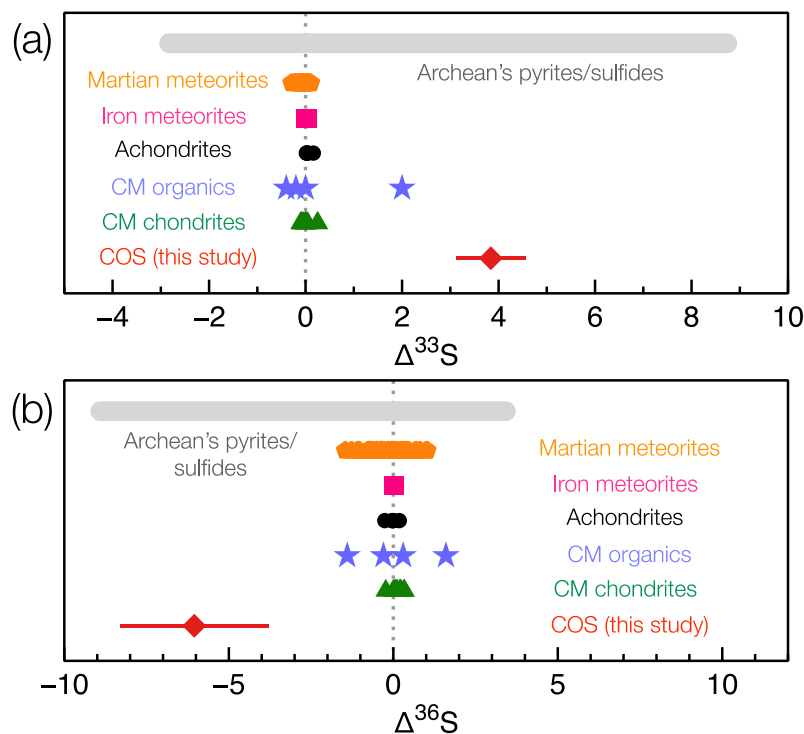 (a)
Archean's pyrites/sulfides
Martian meteorites
Iron meteorites
Achondrites
CM organics
CM chondrites
COS (this study)
−4 −2 0 2 4 6 8 10
Δ³³S
(b)
Archean's pyrites/
sulfides
Martian meteorites
Iron meteorites
Achondrites
CM organics
CM chondrites
COS (this study)
−10 −5 0 5 10
Δ³⁶S